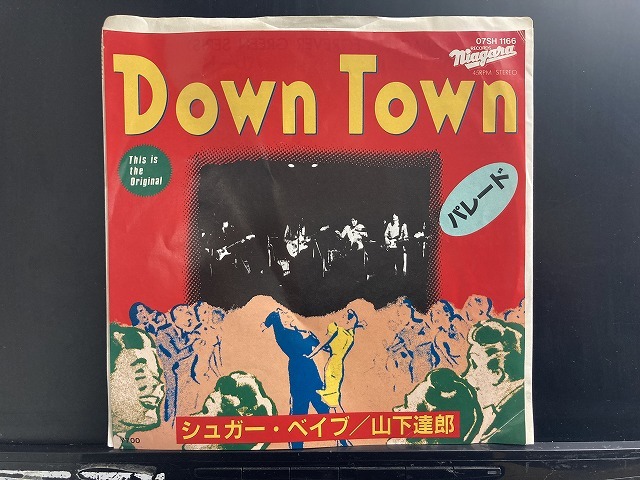 07SH 1166
RECORDS
Niagara
45RPM STEREO
Down Town
This is
the
Original
パレード
シュガー・ベイブ/山下達郎